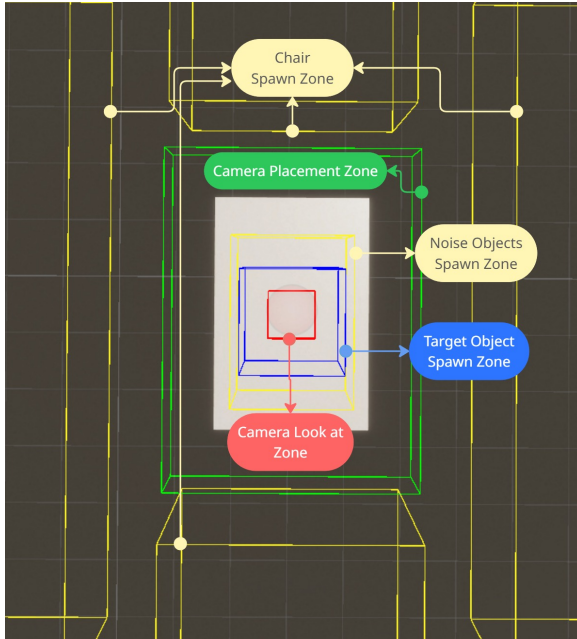 Chair
Spawn Zone
Camera Placement Zone
Noise Objects
Spawn Zone
Target Object
Spawn Zone
Camera Look at
Zone